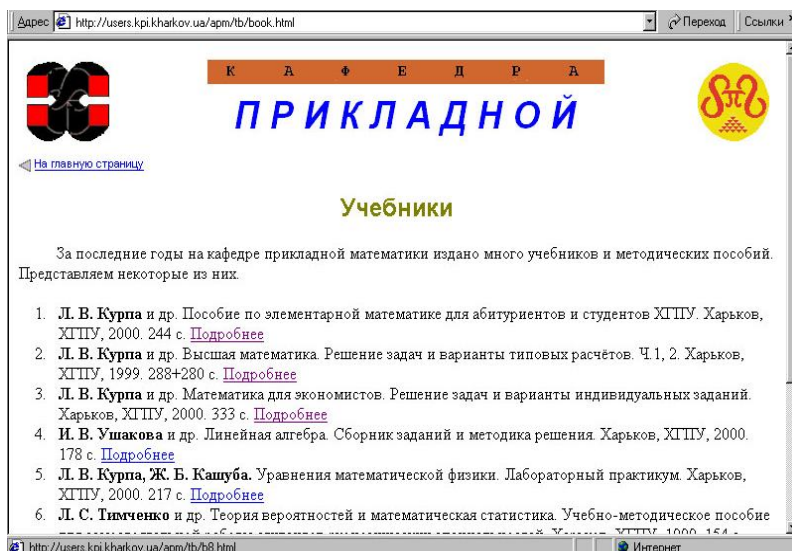 Адрес http://users.kpi.kharkov.ua/apm/tb/book.html Переход Ссылки
КАФЕДРА
ПРИКЛАДНОЙ
На главную страницу
Учебники
За последние годы на кафедре прикладной математики издано много учебников и методических пособий.
Представляем некоторые из них.
1. Л. В. Курпа и др. Пособие по элементарной математике для абитуриентов и студентов ХГПУ. Харьков,
ХГПУ, 2000. 244 с. Подробнее
2. Л. В. Курпа и др. Высшая математика. Решение задач и варианты типовых расчётов. Ч.1, 2. Харьков,
ХГПУ, 1999. 288+280 с. Подробнее
3. Л. В. Курпа и др. Математика для экономистов. Решение задач и варианты индивидуальных заданий.
Харьков, ХГПУ, 2000. 333 с. Подробнее
4. И. В. Ушакова и др. Линейная алгебра. Сборник заданий и методика решения. Харьков, ХГПУ, 2000.
178 с. Подробнее
5. Л. В. Курпа, Ж. Б. Кашуба. Уравнения математической физики. Лабораторный практикум. Харьков,
ХГПУ, 2000. 217 с. Подробнее
6. Л. С. Тимченко и др. Теория вероятностей и математическая статистика. Учебно-методическое пособие
http://users.kpi.kharkov.ua/apm/tb/b8.html Интернет